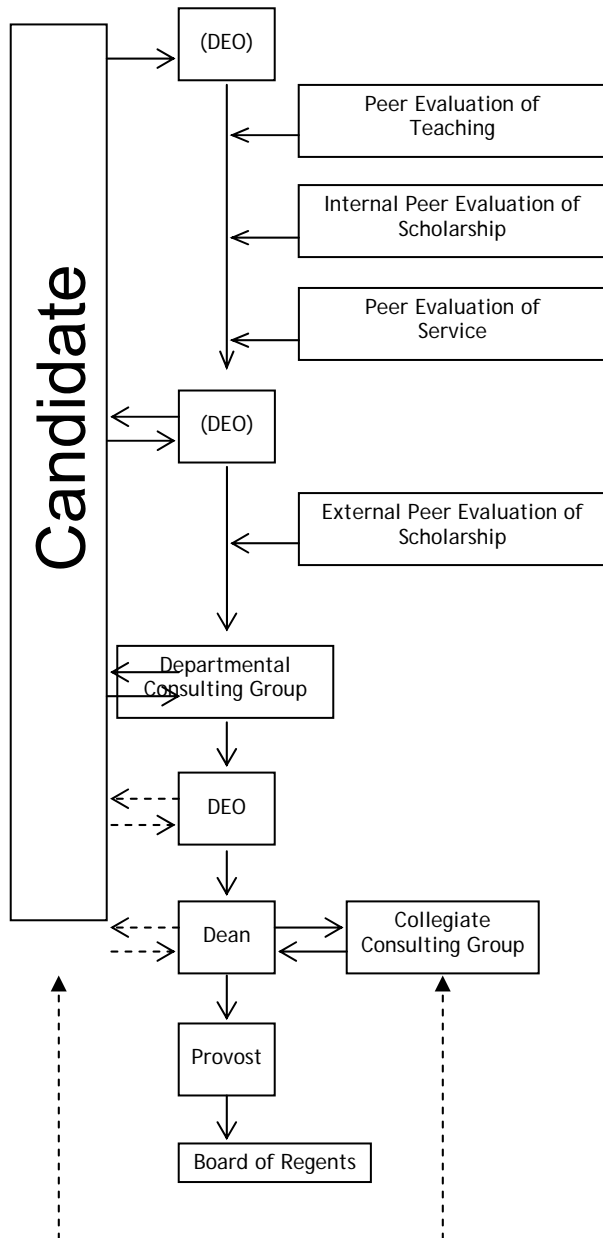 Candidate
(DEO)
Peer Evaluation of
Teaching
Internal Peer Evaluation of
Scholarship
Peer Evaluation of
Service
(DEO)
External Peer Evaluation of
Scholarship
Departmental
Consulting Group
DEO
Dean
Collegiate
Consulting Group
Provost
Board of Regents